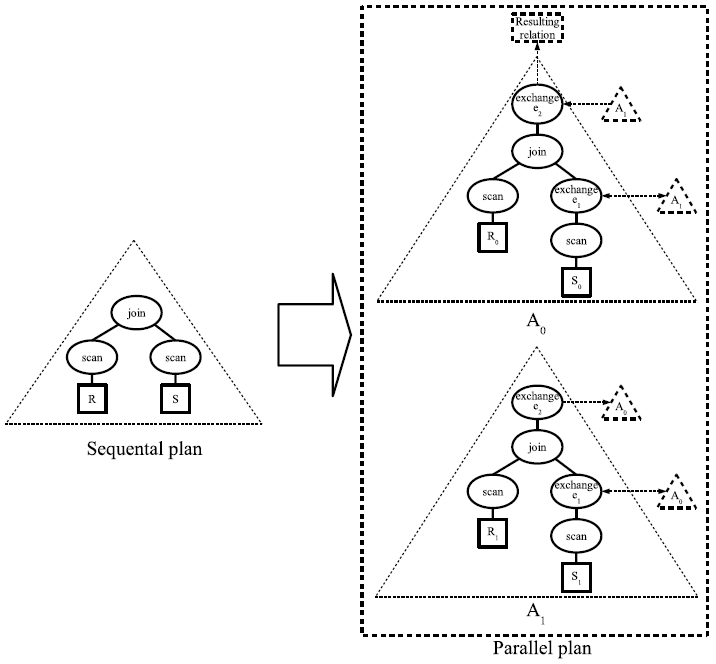 Resulting
relation
exchange
e2
A1
join
scan
exchange
e1
A1
R0
scan
S0
A0
join
scan
scan
R
S
Sequental plan
exchange
e2
A0
join
scan
exchange
e1
A0
R1
scan
S1
A1
Parallel plan